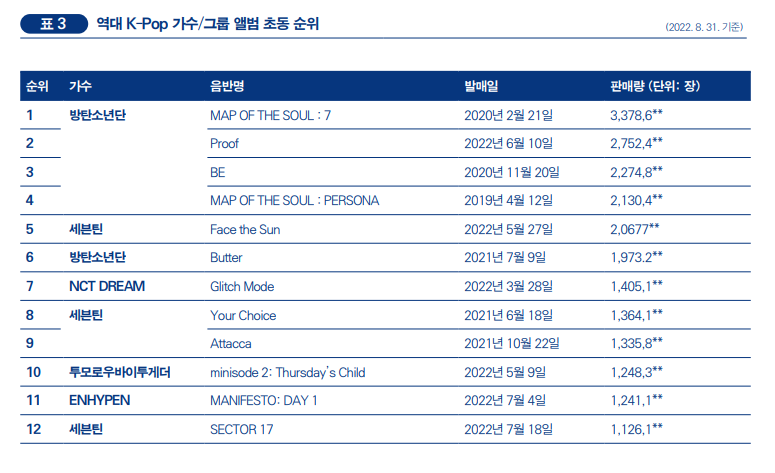 표 3 역대 K-Pop 가수/그룹 앨범 초동 순위 (2022. 8. 31. 기준)
순위 가수 음반명 발매일 판매량 (단위: 장)
1 방탄소년단 MAP OF THE SOUL : 7 2020년 2월 21일 3,378,6**
2 Proof 2022년 6월 10일 2,752,4**
3 BE 2020년 11월 20일 2,274,8**
4 MAP OF THE SOUL : PERSONA 2019년 4월 12일 2,130,4**
5 세븐틴 Face the Sun 2022년 5월 27일 2,0677**
6 방탄소년단 Butter 2021년 7월 9일 1,973.2**
7 NCT DREAM Glitch Mode 2022년 3월 28일 1,405,1**
8 세븐틴 Your Choice 2021년 6월 18일 1,364,1**
9 Attacca 2021년 10월 22일 1,335,8**
10 투모로우바이투게더 minisode 2: Thursday's Child 2022년 5월 9일 1,248,3**
11 ENHYPEN MANIFESTO: DAY 1 2022년 7월 4일 1,241,1**
12 세븐틴 SECTOR 17 2022년 7월 18일 1,126,1**